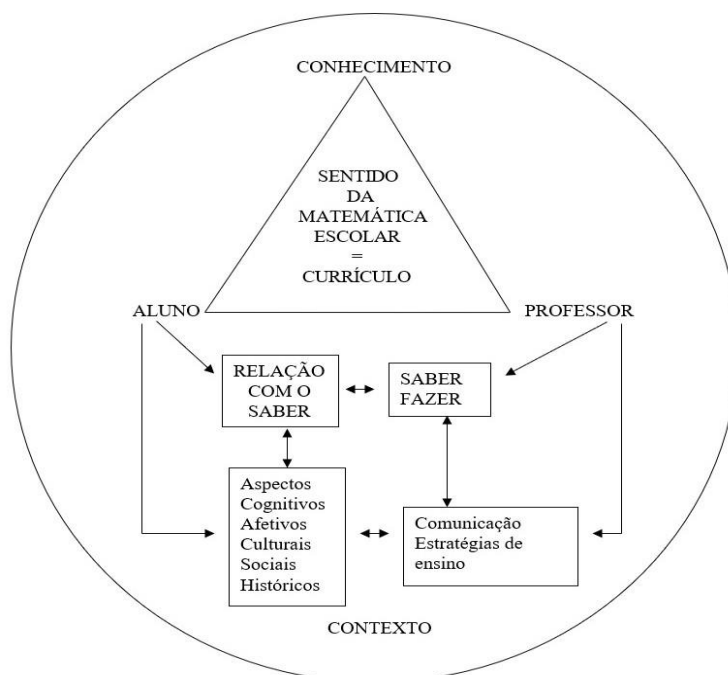 CONHECIMENTO
SENTIDO
DA
MATEMÁTICA
ESCOLAR
=
CURRÍCULO
ALUNO
PROFESSOR
RELAÇÃO
COM O
SABER
SABER
FAZER
Aspectos
Cognitivos
Afetivos
Culturais
Sociais
Históricos
Comunicação
Estratégias de
ensino
CONTEXTO